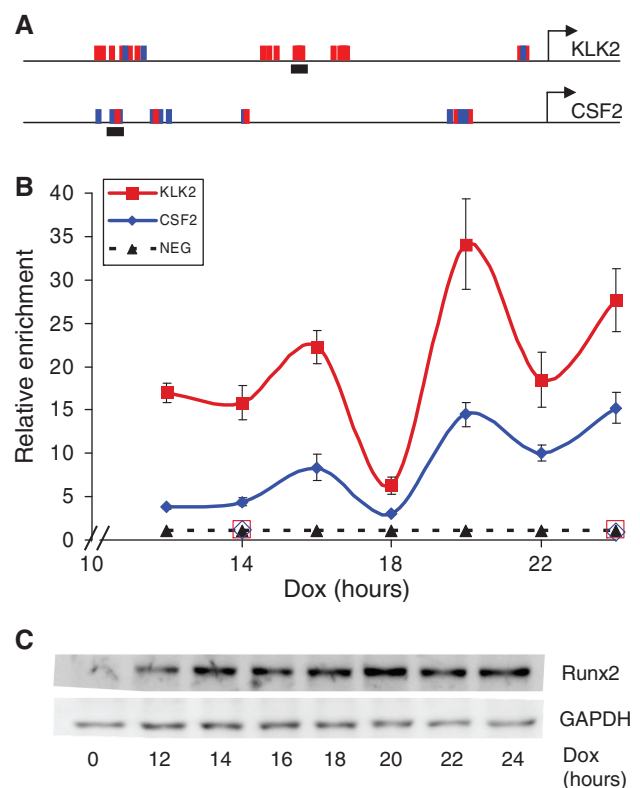 A
KLK2
CSF2
B
40
35
30
25
20
15
10
5
0
Relative enrichment
KLK2
CSF2
NEG
10 14 18 22
Dox (hours)
C
Runx2
GAPDH
0 12 14 16 18 20 22 24 Dox
(hours)